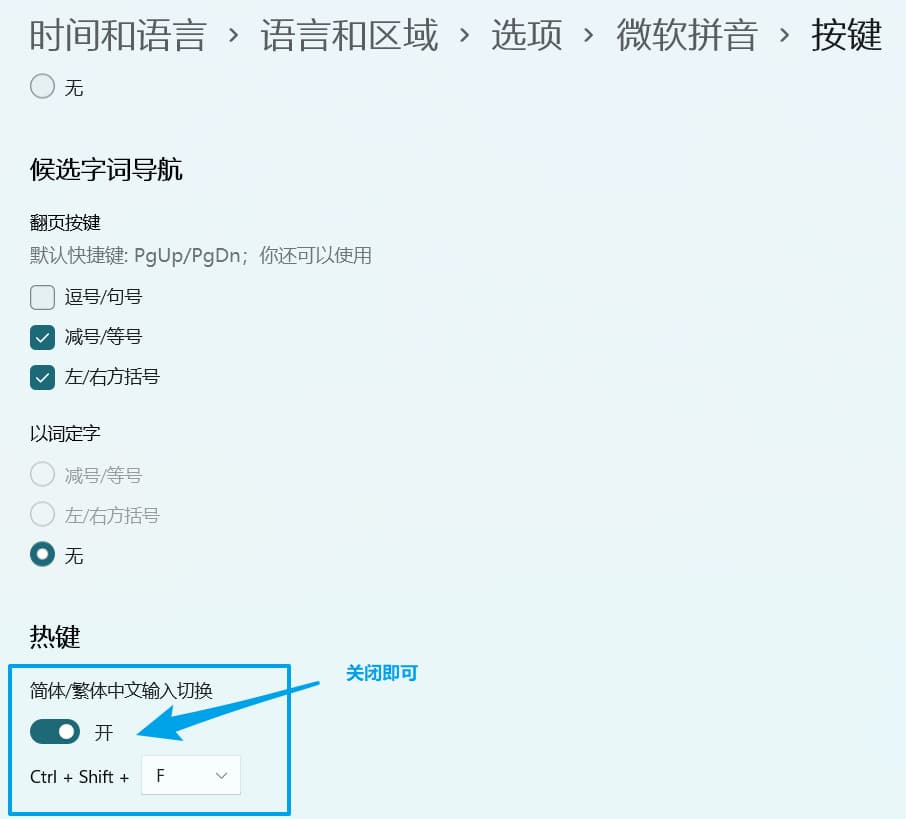 时间和语言 > 语言和区域 > 选项 > 微软拼音 > 按键
无
候选字词导航
翻页按键
默认快捷键: PgUp/PgDn；你还可以使用
逗号/句号
减号/等号
左/右方括号
以词定字
减号/等号
左/右方括号
无
热键
简体/繁体中文输入切换
关闭即可
开
Ctrl + Shift + F